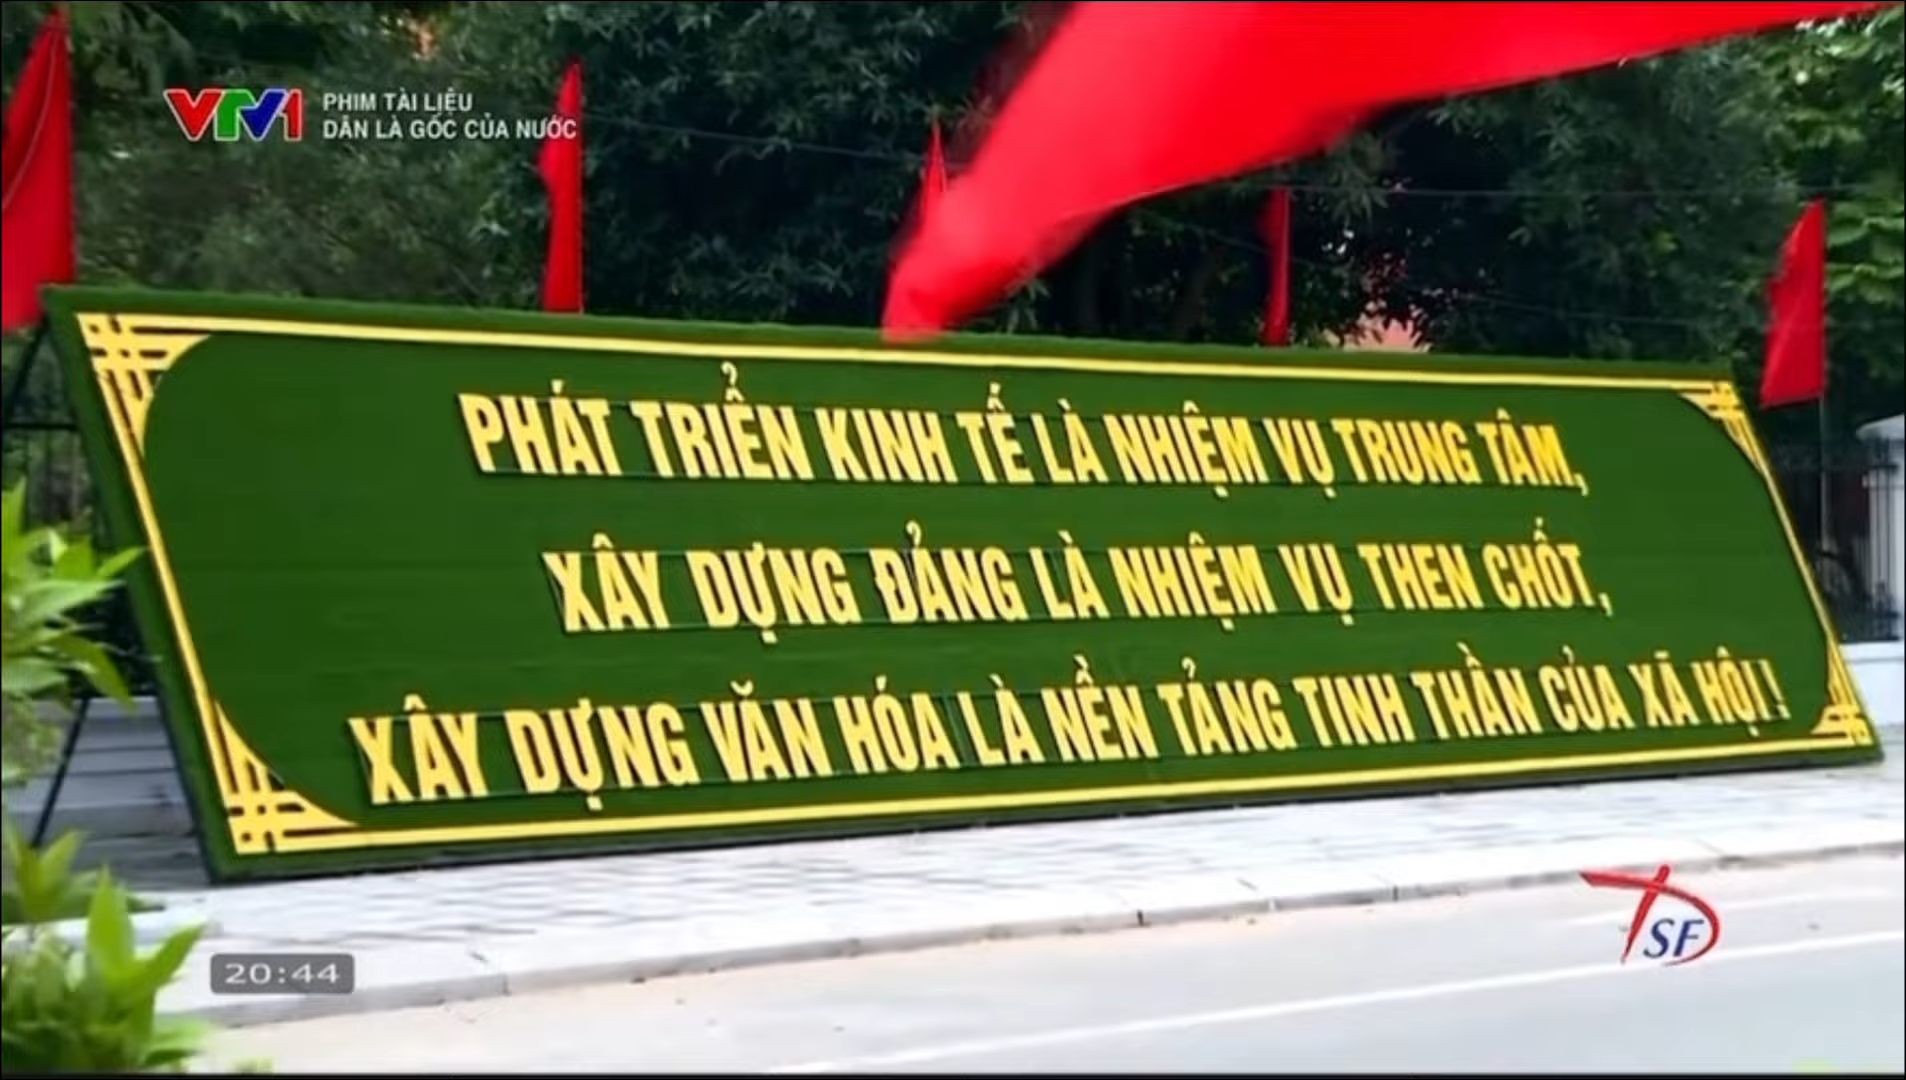 VTV1
PHIM TÀI LIỆU
DÂN LÀ GỐC CỦA NƯỚC
PHÁT TRIỂN KINH TẾ LÀ NHIỆM VỤ TRUNG TÂM,
XÂY DỰNG ĐẢNG LÀ NHIỆM VỤ THEN CHỐT,
XÂY DỰNG VĂN HÓA LÀ NỀN TẢNG TINH THẦN CỦA XÃ HỘI!
SF
20:44